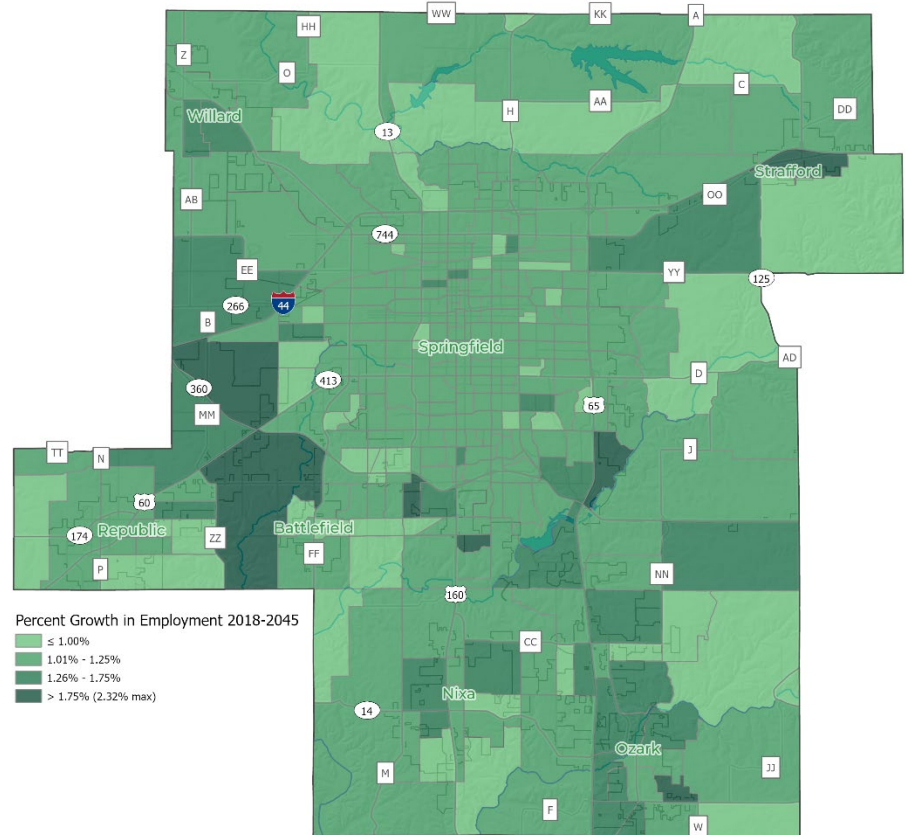 WW
KK
A
HH
Z
O
C
AA
H
DD
Willard
13
Strafford
OO
AB
744
EE
YY
125
266
44
B
Springfield
AD
D
360
413
65
MM
J
TT
N
60
Republic
174
ZZ
Battlefield
FF
P
NN
160
Percent Growth in Employment 2018-2045
≤ 1.00%
1.01% - 1.25%
1.26% - 1.75%
> 1.75% (2.32% max)
CC
Nixa
14
Ozark
M
JJ
F
W